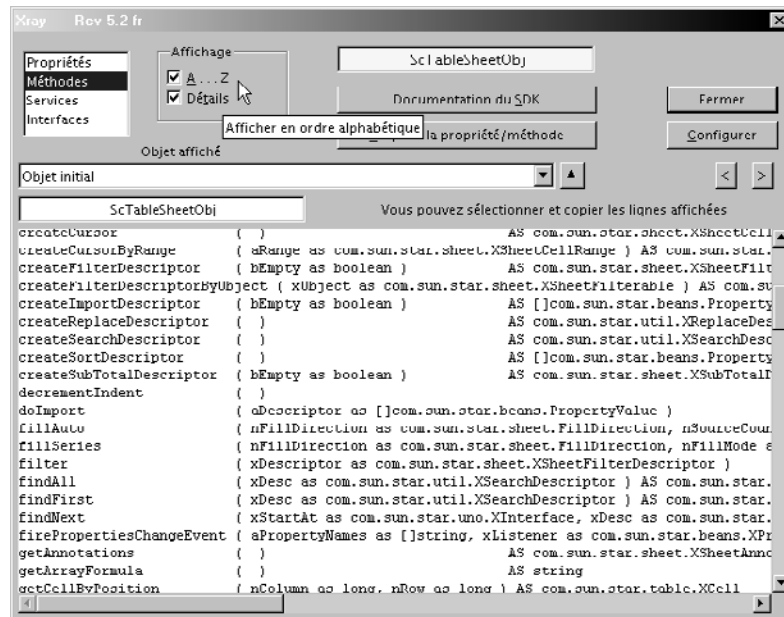 Xray Rev 5.2 fr
Propriétés
Méthodes
Services
Interfaces
Affichage
A . . . Z
Détails
ScTableSheetObj
Documentation du SDK
la propriété/méthode
Fermer
Configurer
Afficher en ordre alphabétique
Objet affiché
Objet initial
< >
ScTableSheetObj
Vous pouvez sélectionner et copier les lignes affichées
createCursor ( ) AS com.sun.star.sheet.XSheetCell
createCursorByRange ( aRange as com.sun.star.sheet.XSheetCellRange ) AS com.sun.star.
createFilterDescriptor ( bEmpty as boolean ) AS com.sun.star.sheet.XSheetFilt
createFilterDescriptorByObject ( xObject as com.sun.star.sheet.XSheetFilterable ) AS com.su
createImportDescriptor ( bEmpty as boolean ) AS []com.sun.star.beans.Property
createReplaceDescriptor ( ) AS com.sun.star.util.XReplaceDes
createSearchDescriptor ( ) AS com.sun.star.util.XSearchDesc
createSortDescriptor ( ) AS []com.sun.star.beans.Property
createSubTotalDescriptor ( bEmpty as boolean ) AS com.sun.star.sheet.XSubTotalD
decrementIndent ( )
doImport ( aDescriptor as []com.sun.star.beans.PropertyValue )
fillAuto ( nFillDirection as com.sun.star.sheet.FillDirection, nSourceCoun
fillSeries ( nFillDirection as com.sun.star.sheet.FillDirection, nFillMode a
filter ( xDescriptor as com.sun.star.sheet.XSheetFilterDescriptor )
findAll ( xDesc as com.sun.star.util.XSearchDescriptor ) AS com.sun.star.
findFirst ( xDesc as com.sun.star.util.XSearchDescriptor ) AS com.sun.star.
findNext ( xStartAt as com.sun.star.uno.XInterface, xDesc as com.sun.star.
firePropertiesChangeEvent ( aPropertyNames as []string, xListener as com.sun.star.beans.XPr
getAnnotations ( ) AS com.sun.star.sheet.XSheetAnno
getArrayFormula ( ) AS string
getCellByPosition ( nColumn as long, nRow as long ) AS com.sun.star.table.XCell